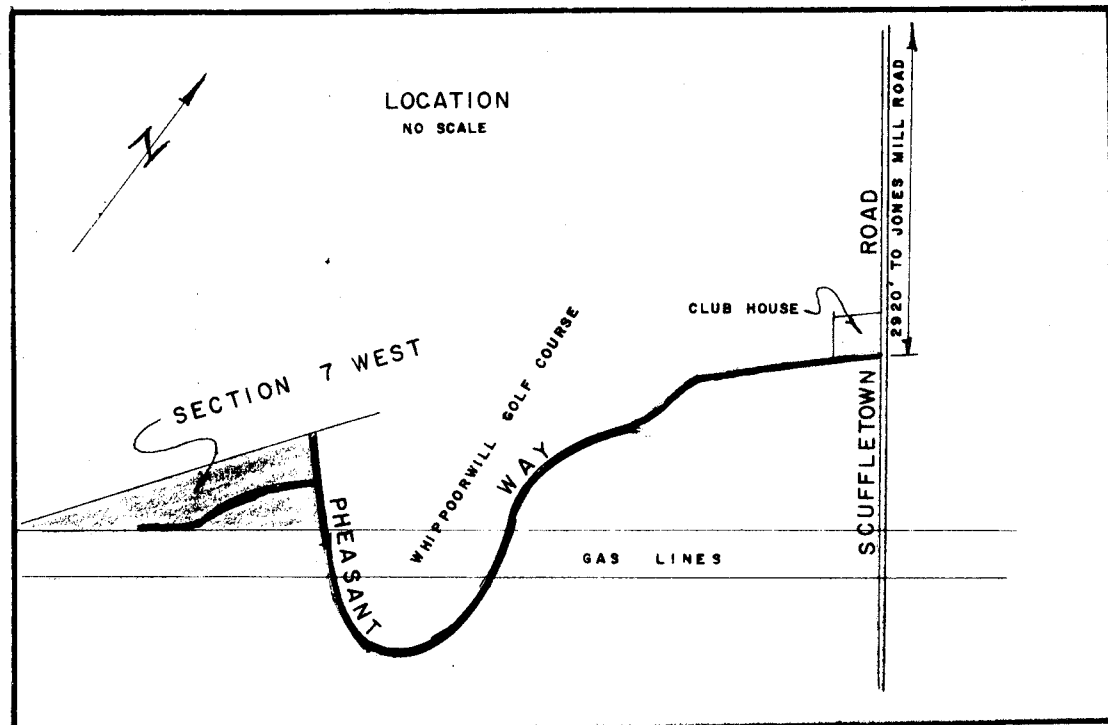 LOCATION
NO SCALE
N
2920' TO JONES MILL ROAD
SCUFFLETOWN ROAD
CLUB HOUSE
SECTION 7 WEST
WHIPPOORWILL GOLF COURSE
PHEASANT WAY
GAS LINES